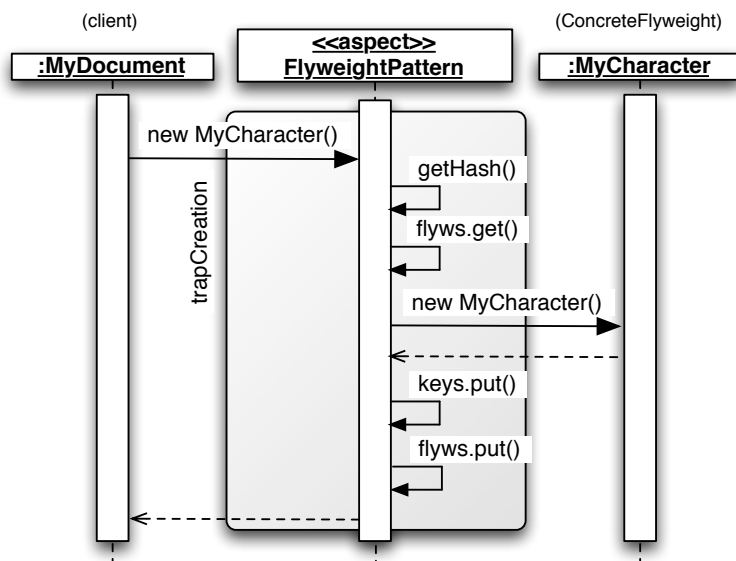 (client)
<<aspect>>
(ConcreteFlyweight)
:MyDocument
FlyweightPattern
:MyCharacter
new MyCharacter()
getHash()
flyws.get()
trapCreation
new MyCharacter()
keys.put()
flyws.put()